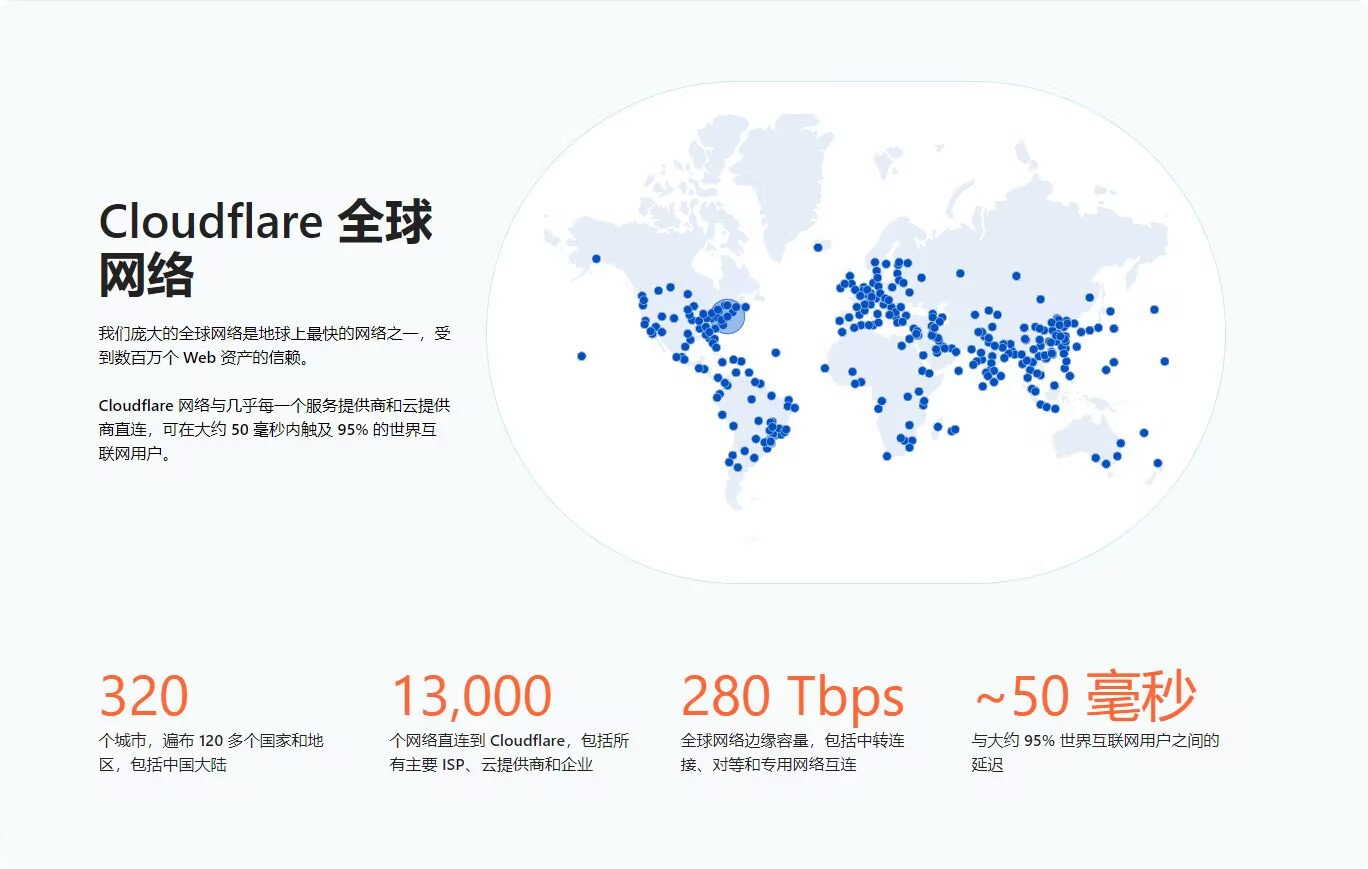 Cloudflare 全球
网络
我们庞大的全球网络是地球上最快的网络之一，受
到数百万个 Web 资产的信赖。
Cloudflare 网络与几乎每一个服务提供商和云提供
商直连，可在大约 50 毫秒内触及 95% 的世界互
联网用户。
320
个城市，遍布 120 多个国家和地
区，包括中国大陆
13,000
个网络直连到 Cloudflare，包括所
有主要 ISP、云提供商和企业
280 Tbps
全球网络边缘容量，包括中转连
接、对等和专用网络互连
~50 毫秒
与大约 95% 世界互联网用户之间的
延迟